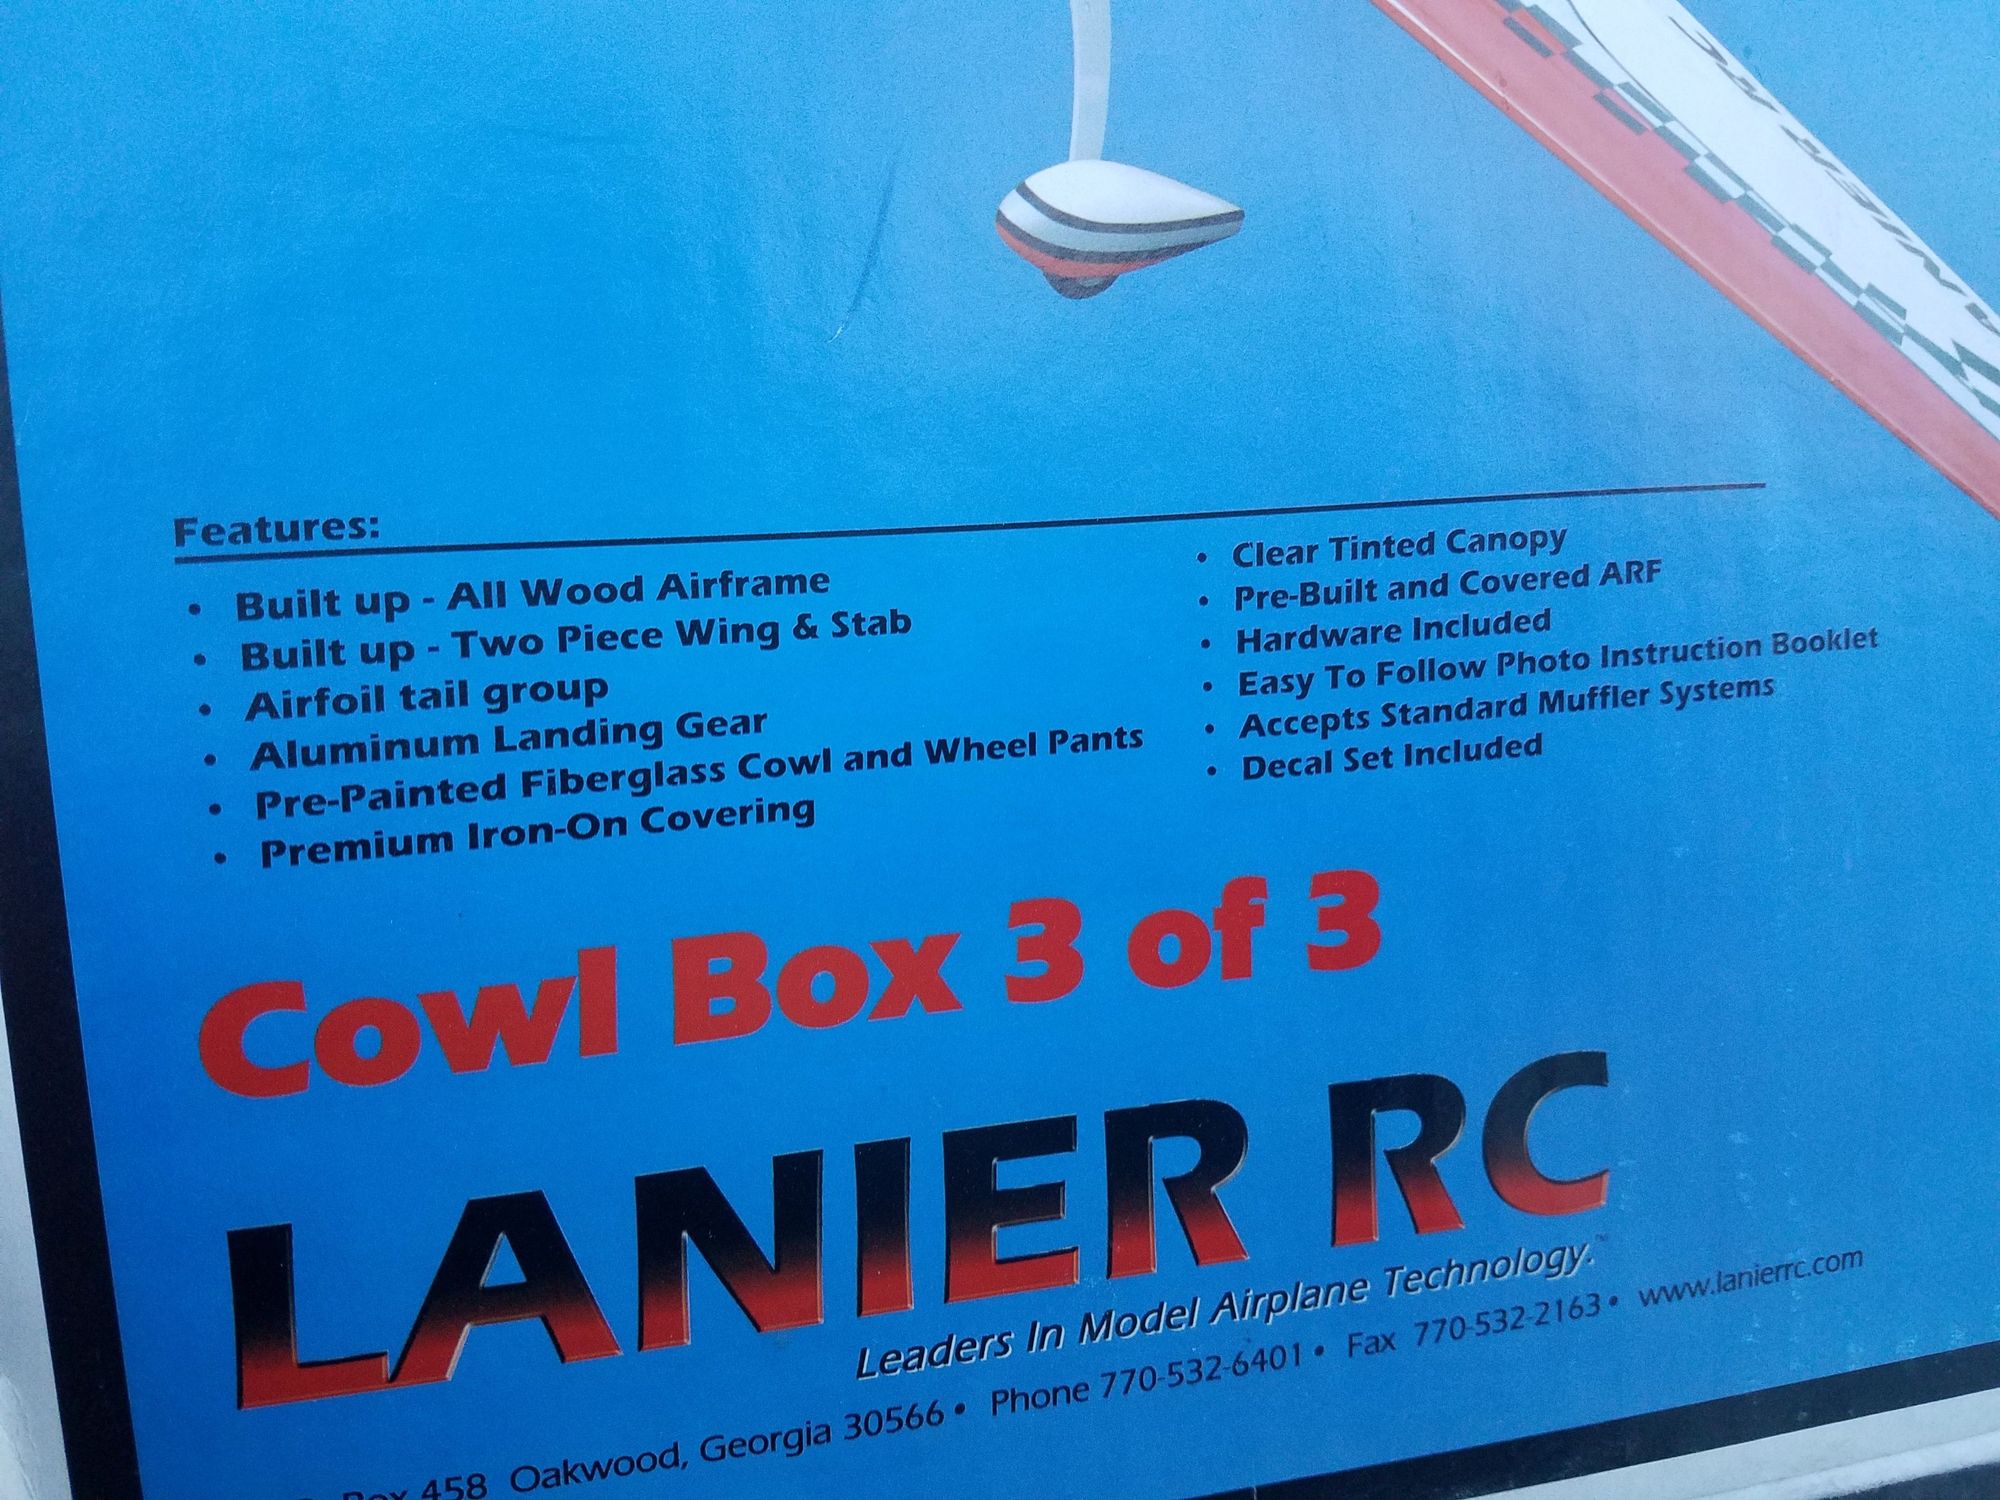 Features:
• Built up - All Wood Airframe
• Built up - Two Piece Wing & Stab
• Airfoil tail group
• Aluminum Landing Gear
• Pre-Painted Fiberglass Cowl and Wheel Pants
• Premium Iron-On Covering
• Clear Tinted Canopy
• Pre-Built and Covered ARF
• Hardware Included
• Easy To Follow Photo Instruction Booklet
• Accepts Standard Muffler Systems
• Decal Set Included
Cowl Box 3 of 3
LANIER RC
Leaders In Model Airplane Technology.™
Box 458 Oakwood, Georgia 30566 • Phone 770-532-6401 • Fax 770-532-2163 • www.lanierrc.com